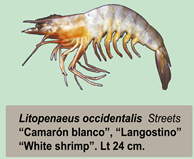 Litopenaeus occidentalis Streets
“Camarón blanco”, “Langostino”
“White shrimp”. Lt 24 cm.